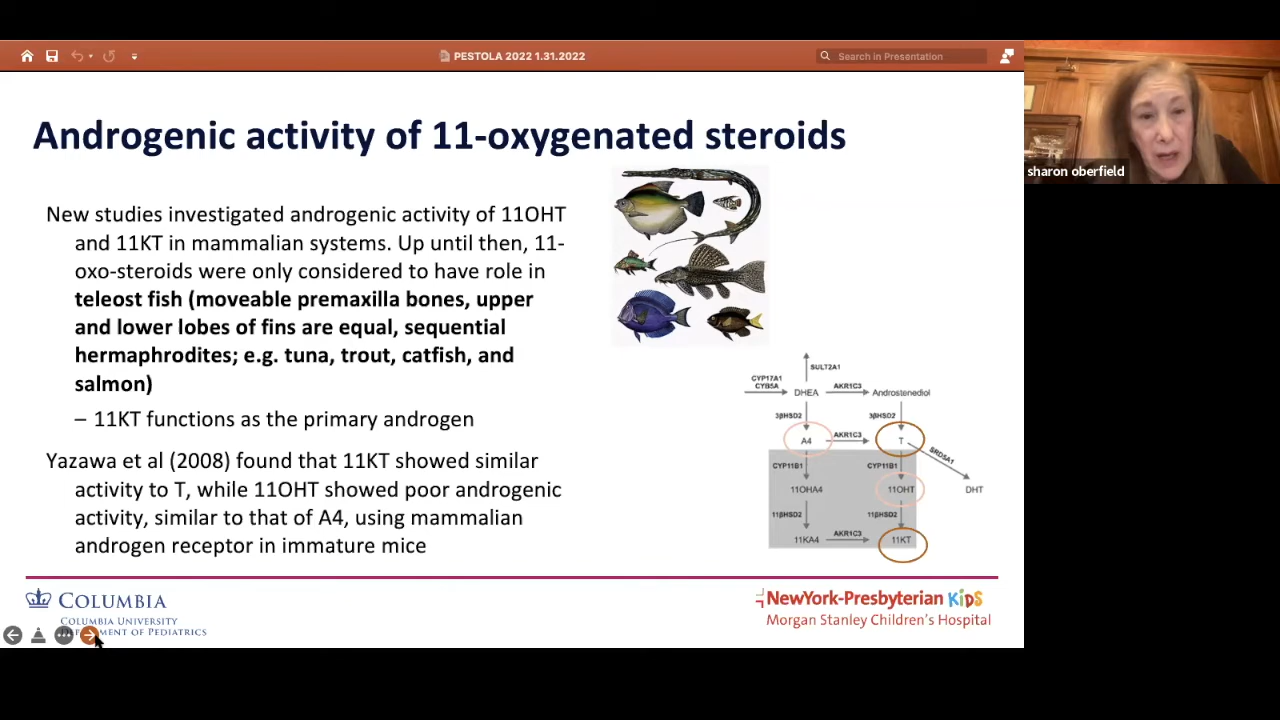 PESTOLA 2022 1.31.2022
Search in Presentation
sharon oberfield
Androgenic activity of 11-oxygenated steroids
New studies investigated androgenic activity of 11OHT
and 11KT in mammalian systems. Up until then, 11-
oxo-steroids were only considered to have role in
teleost fish (moveable premaxilla bones, upper
and lower lobes of fins are equal, sequential
hermaphrodites; e.g. tuna, trout, catfish, and
salmon)
– 11KT functions as the primary androgen
Yazawa et al (2008) found that 11KT showed similar
activity to T, while 11OHT showed poor androgenic
activity, similar to that of A4, using mammalian
androgen receptor in immature mice
SULT2A1
CYP17A1
CYB5A
DHEA
AKR1C3
Androstenediol
3βHSD2
3βHSD2
A4
AKR1C3
T
SRD5A1
CYP11B1
CYP11B1
11OHA4
11OHT
DHT
11βHSD2
11βHSD2
11KA4
AKR1C3
11KT
COLUMBIA
COLUMBIA UNIVERSITY
DEPARTMENT OF PEDIATRICS
NewYork-Presbyterian KiDS
Morgan Stanley Children's Hospital